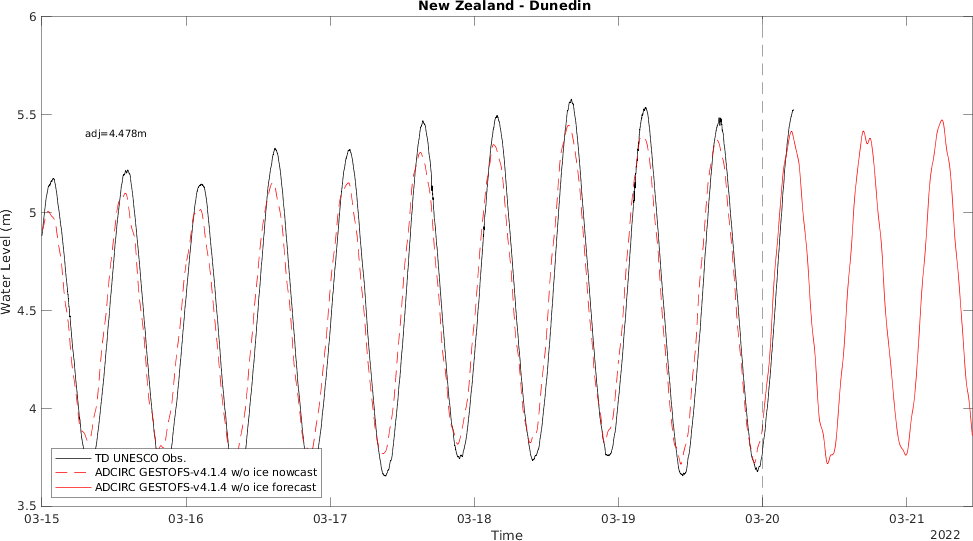 New Zealand - Dunedin
6
5.5
5
4.5
4
3.5
Water Level (m)
adj=4.478m
TD UNESCO Obs.
ADCIRC GESTOFS-v4.1.4 w/o ice nowcast
ADCIRC GESTOFS-v4.1.4 w/o ice forecast
03-15 03-16 03-17 03-18 03-19 03-20 03-21
Time
2022